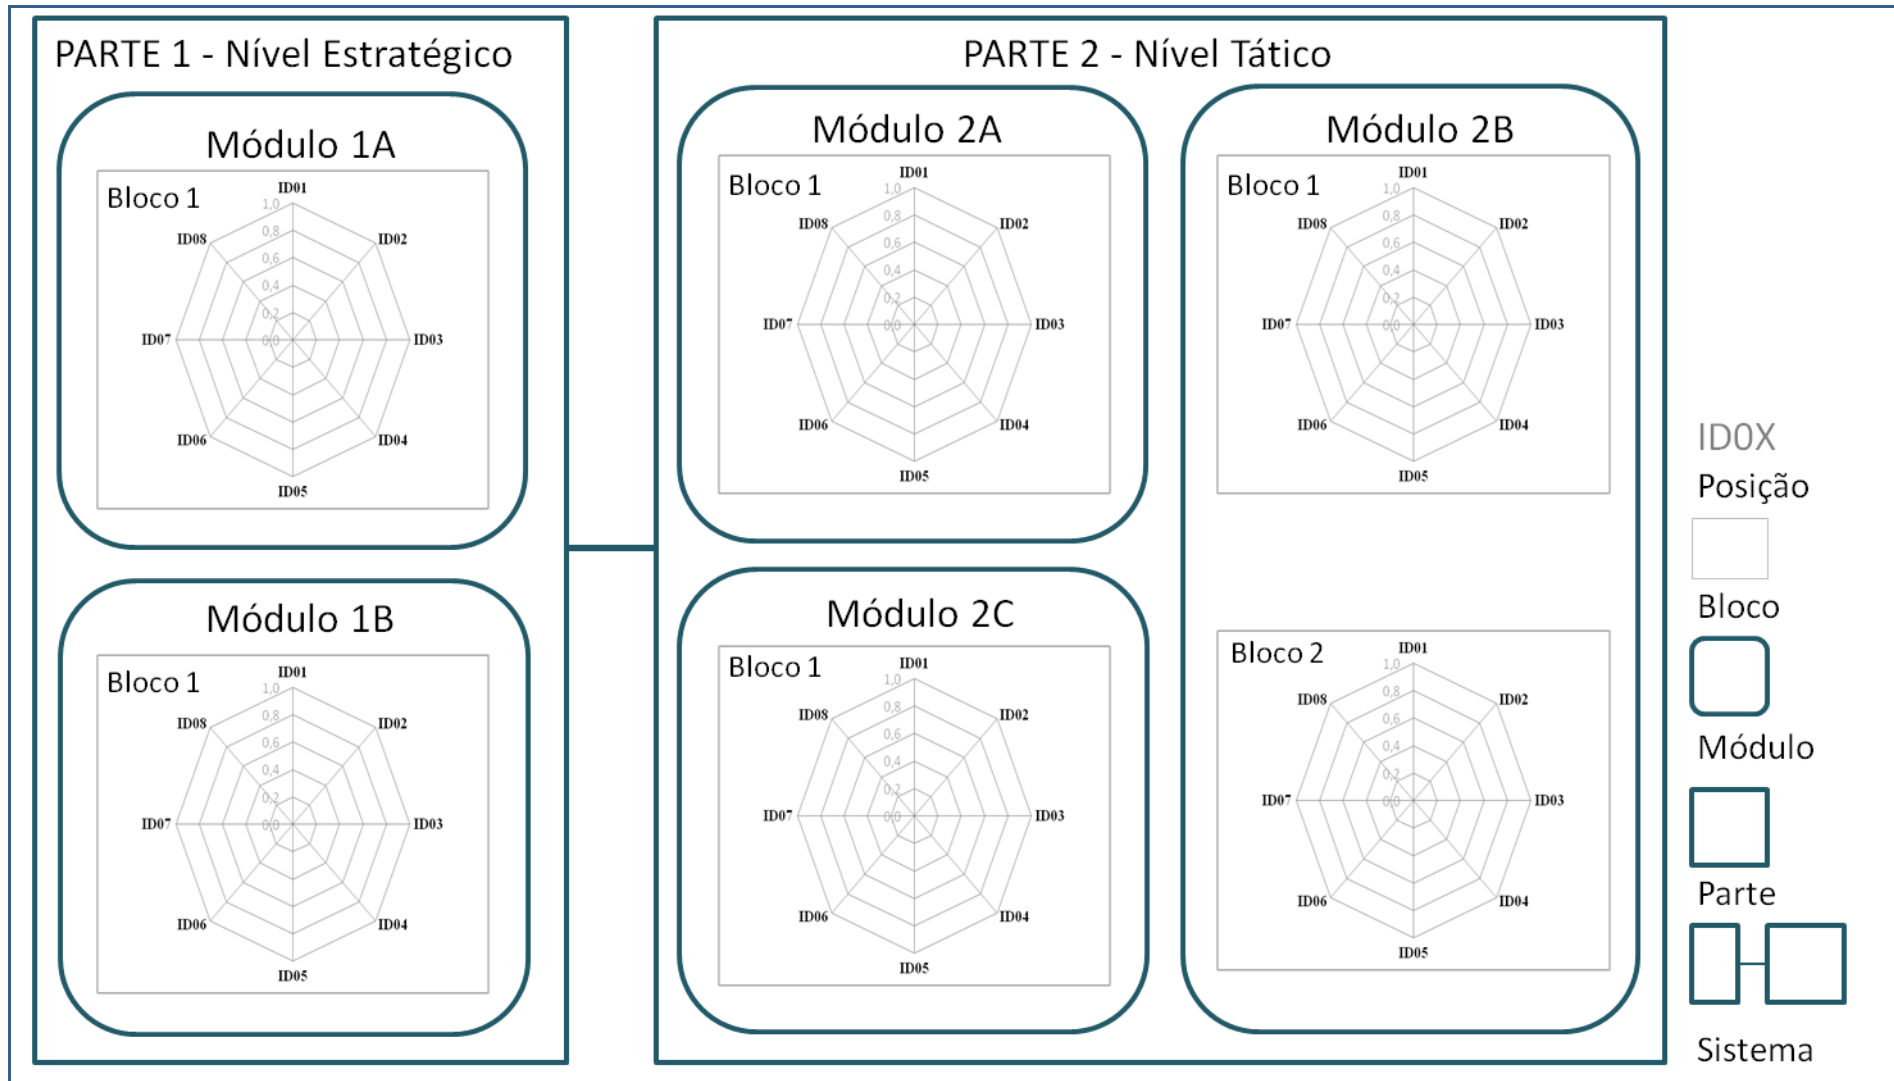 PARTE 1 - Nível Estratégico
Módulo 1A
Bloco 1
ID01
1,0
ID08
ID02
0,8
0,6
0,4
0,2
ID07
0,0
ID03
ID06
ID04
ID05
Módulo 1B
Bloco 1
ID01
1,0
ID08
ID02
0,8
0,6
0,4
0,2
ID07
0,0
ID03
ID06
ID04
ID05
PARTE 2 - Nível Tático
Módulo 2A
Bloco 1
ID01
1,0
ID08
ID02
0,8
0,6
0,4
0,2
ID07
0,0
ID03
ID06
ID04
ID05
Módulo 2B
Bloco 1
ID01
1,0
ID08
ID02
0,8
0,6
0,4
0,2
ID07
0,0
ID03
ID06
ID04
ID05
Módulo 2C
Bloco 1
ID01
1,0
ID08
ID02
0,8
0,6
0,4
0,2
ID07
0,0
ID03
ID06
ID04
ID05
Bloco 2
ID01
1,0
ID08
ID02
0,8
0,6
0,4
0,2
ID07
0,0
ID03
ID06
ID04
ID05
ID0X
Posição
Bloco
Módulo
Parte
Sistema